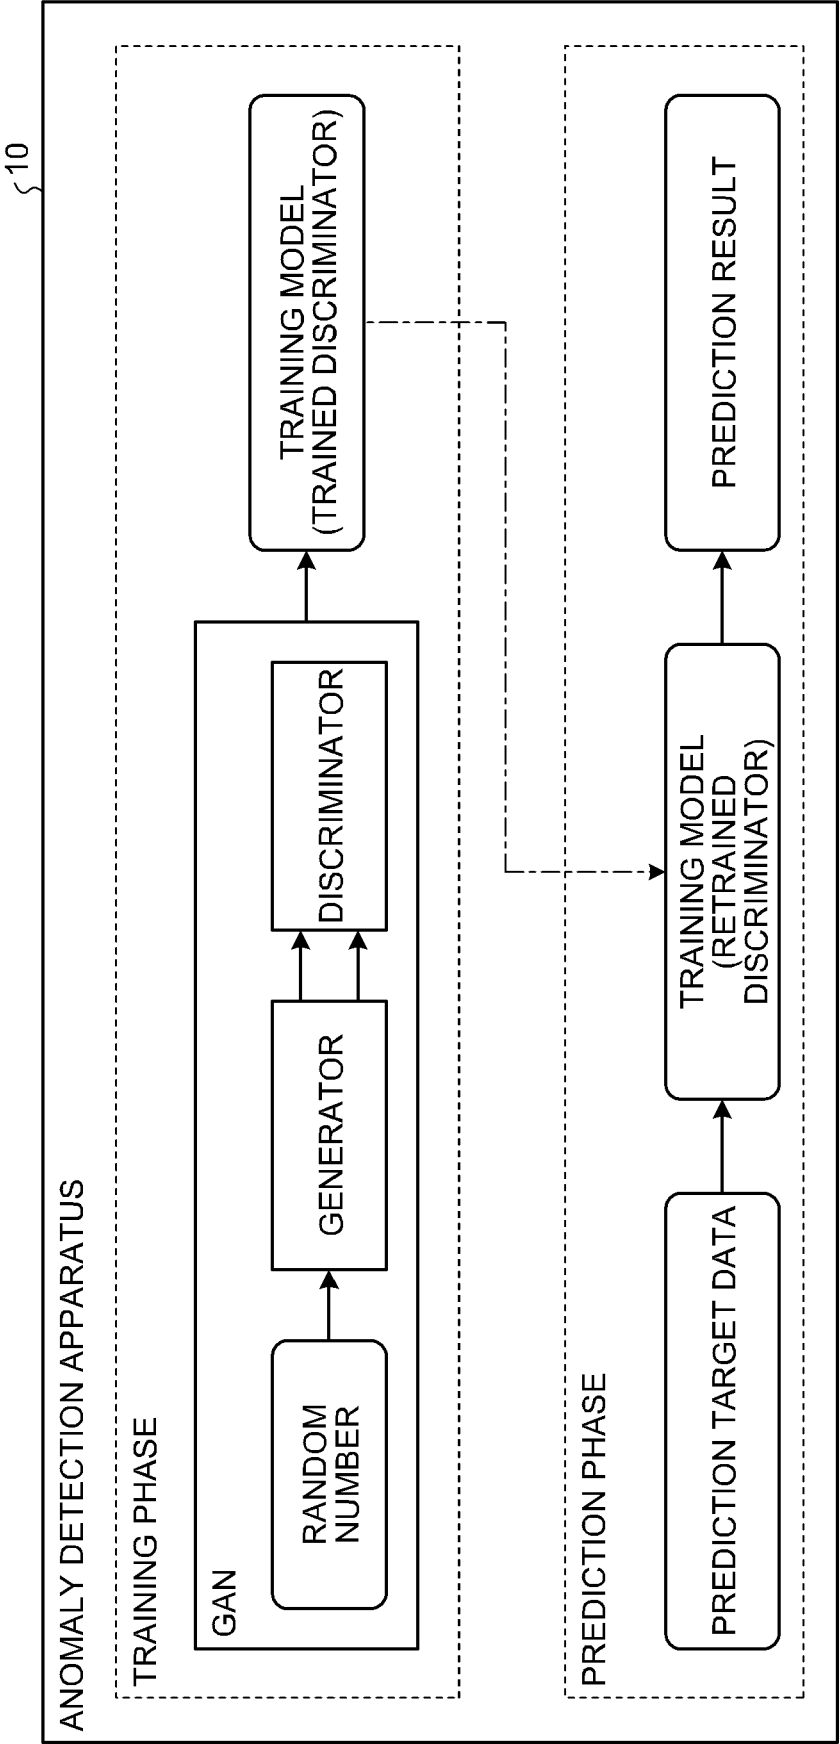 10
ANOMALY DETECTION APPARATUS
TRAINING PHASE
GAN
RANDOM
NUMBER
GENERATOR
DISCRIMINATOR
TRAINING MODEL
(TRAINED DISCRIMINATOR)
PREDICTION PHASE
PREDICTION TARGET DATA
TRAINING MODEL
(RETRAINED
DISCRIMINATOR)
PREDICTION RESULT